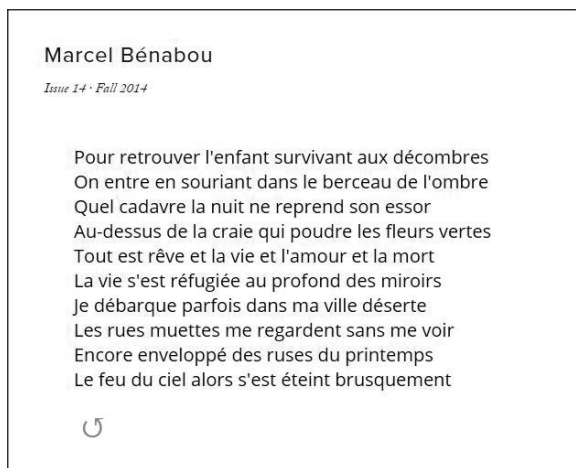 Marcel Bénabou
Issue 14 · Fall 2014
Pour retrouver l'enfant survivant aux décombres
On entre en souriant dans le berceau de l'ombre
Quel cadavre la nuit ne reprend son essor
Au-dessus de la craie qui poudre les fleurs vertes
Tout est rêve et la vie et l'amour et la mort
La vie s'est réfugiée au profond des miroirs
Je débarque parfois dans ma ville déserte
Les rues muettes me regardent sans me voir
Encore enveloppé des ruses du printemps
Le feu du ciel alors s'est éteint brusquement